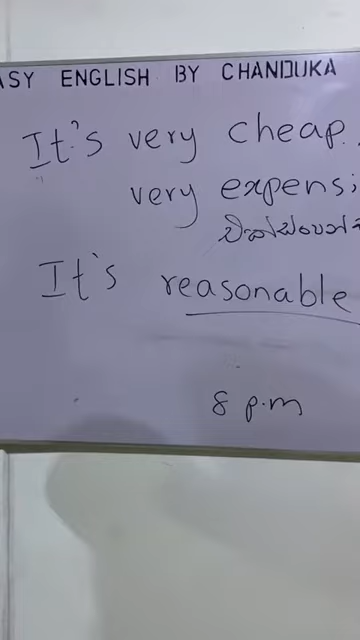 ASY ENGLISH BY CHANDUKA
It's very cheap.
very expensi
It's reasonable
8 p.m